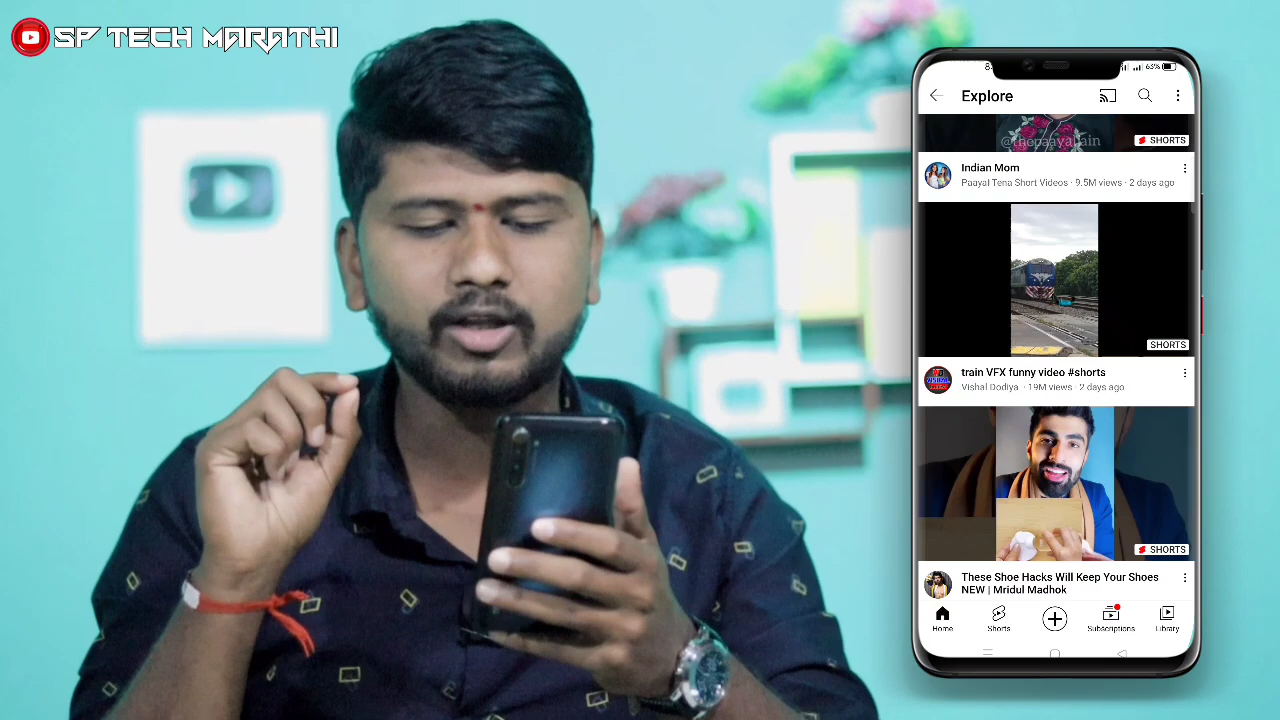 SP TECH MARATHI
63%
Explore
@thepaayaljain
SHORTS
Indian Mom
Paayal Tena Short Videos · 9.5M views · 2 days ago
SHORTS
train VFX funny video #shorts
Vishal Dodiya · 19M views · 2 days ago
SHORTS
These Shoe Hacks Will Keep Your Shoes
NEW | Mridul Madhok
Home
Shorts
Subscriptions
Library